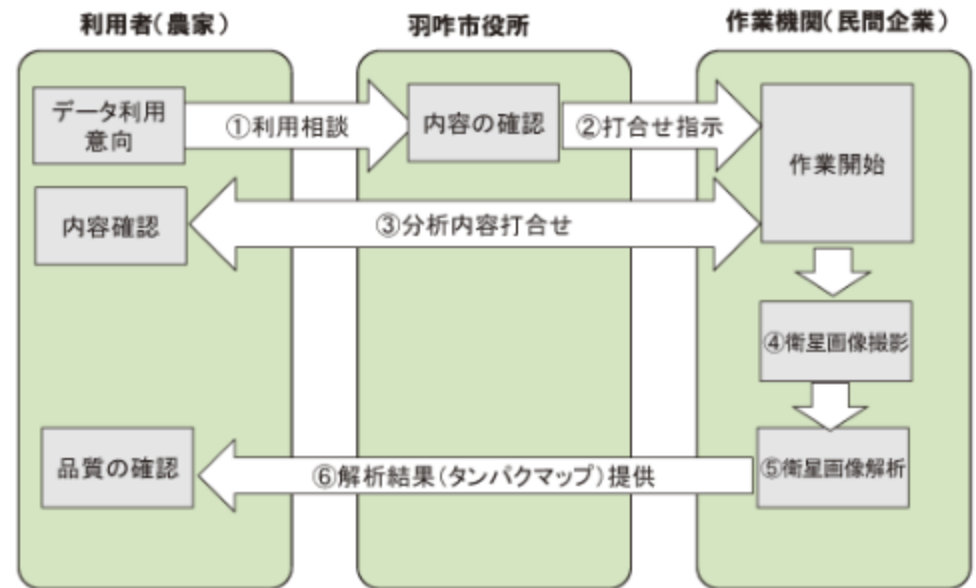 利用者(農家)
羽咋市役所
作業機関(民間企業)
データ利用
意向
①利用相談
内容の確認
②打合せ指示
作業開始
内容確認
③分析内容打合せ
④衛星画像撮影
品質の確認
⑥解析結果(タンパクマップ)提供
⑤衛星画像解析